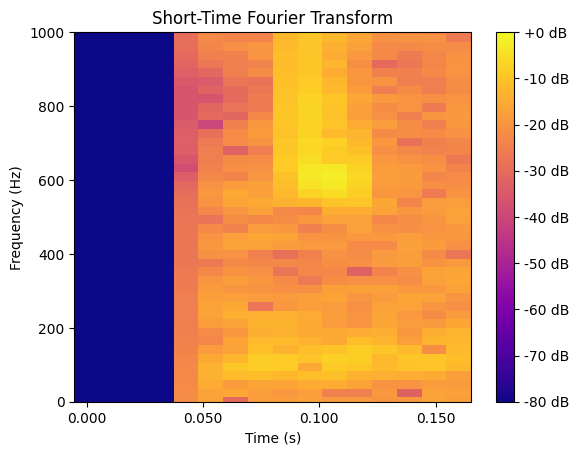 Short-Time Fourier Transform
1000
800
600
400
200
0
Frequency (Hz)
0.000
0.050
0.100
0.150
Time (s)
+0 dB
-10 dB
-20 dB
-30 dB
-40 dB
-50 dB
-60 dB
-70 dB
-80 dB